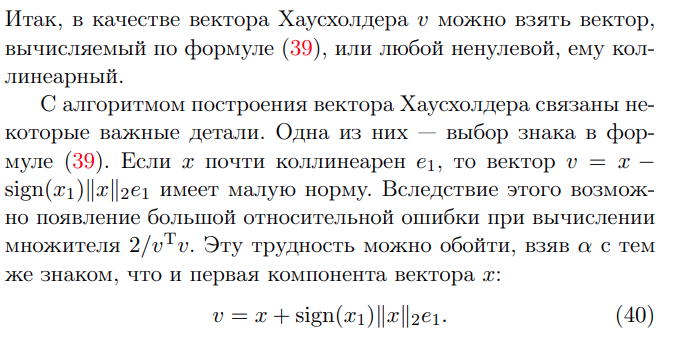 Итак, в качестве вектора Хаусхолдера v можно взять вектор,
вычисляемый по формуле (39), или любой ненулевой, ему кол-
линеарный.
С алгоритмом построения вектора Хаусхолдера связаны не-
которые важные детали. Одна из них — выбор знака в фор-
муле (39). Если x почти коллинеарен e₁, то вектор v = x −
sign(x₁)‖x‖₂e₁ имеет малую норму. Вследствие этого возмож-
но появление большой относительной ошибки при вычислении
множителя 2/vᵀv. Эту трудность можно обойти, взяв α с тем
же знаком, что и первая компонента вектора x:
v = x + sign(x₁)‖x‖₂e₁. (40)